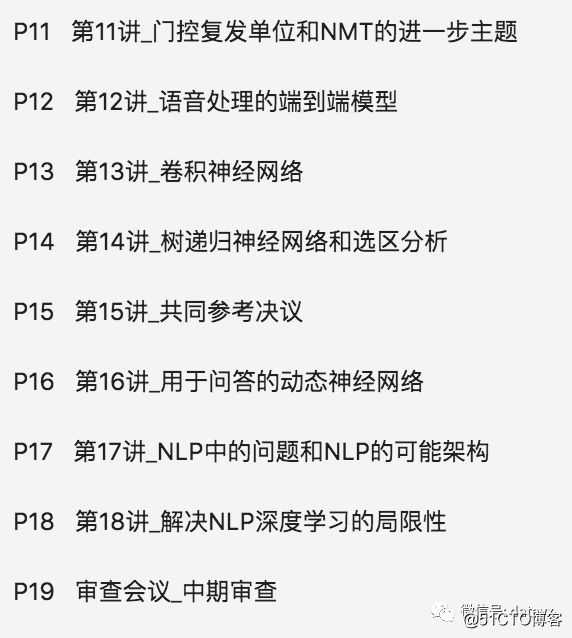 P11 第11讲_门控复发单位和NMT的进一步主题
P12 第12讲_语音处理的端到端模型
P13 第13讲_卷积神经网络
P14 第14讲_树递归神经网络和选区分析
P15 第15讲_共同参考决议
P16 第16讲_用于问答的动态神经网络
P17 第17讲_NLP中的问题和NLP的可能架构
P18 第18讲_解决NLP深度学习的局限性
P19 审查会议_中期审查
微信号:
@51CTO博客